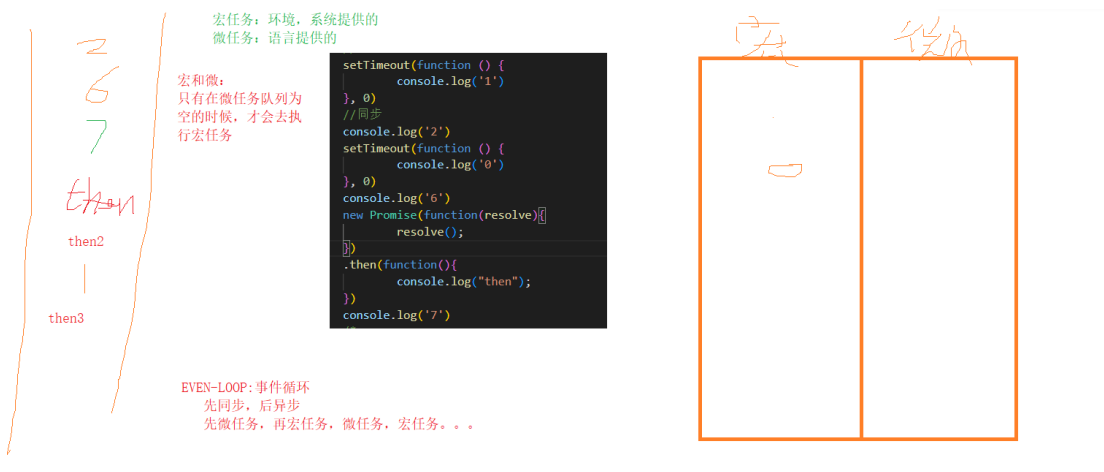 2
6
7
then
then2
then3
宏任务：环境，系统提供的
微任务：语言提供的
宏和微：
只有在微任务队列为
空的时候，才会去执
行宏任务
setTimeout(function () {
console.log('1')
}, 0)
//同步
console.log('2')
setTimeout(function () {
console.log('0')
}, 0)
console.log('6')
new Promise(function(resolve){
resolve();
})
.then(function(){
console.log("then");
})
console.log('7')
EVEN-LOOP:事件循环
先同步，后异步
先微任务，再宏任务，微任务，宏任务。。。